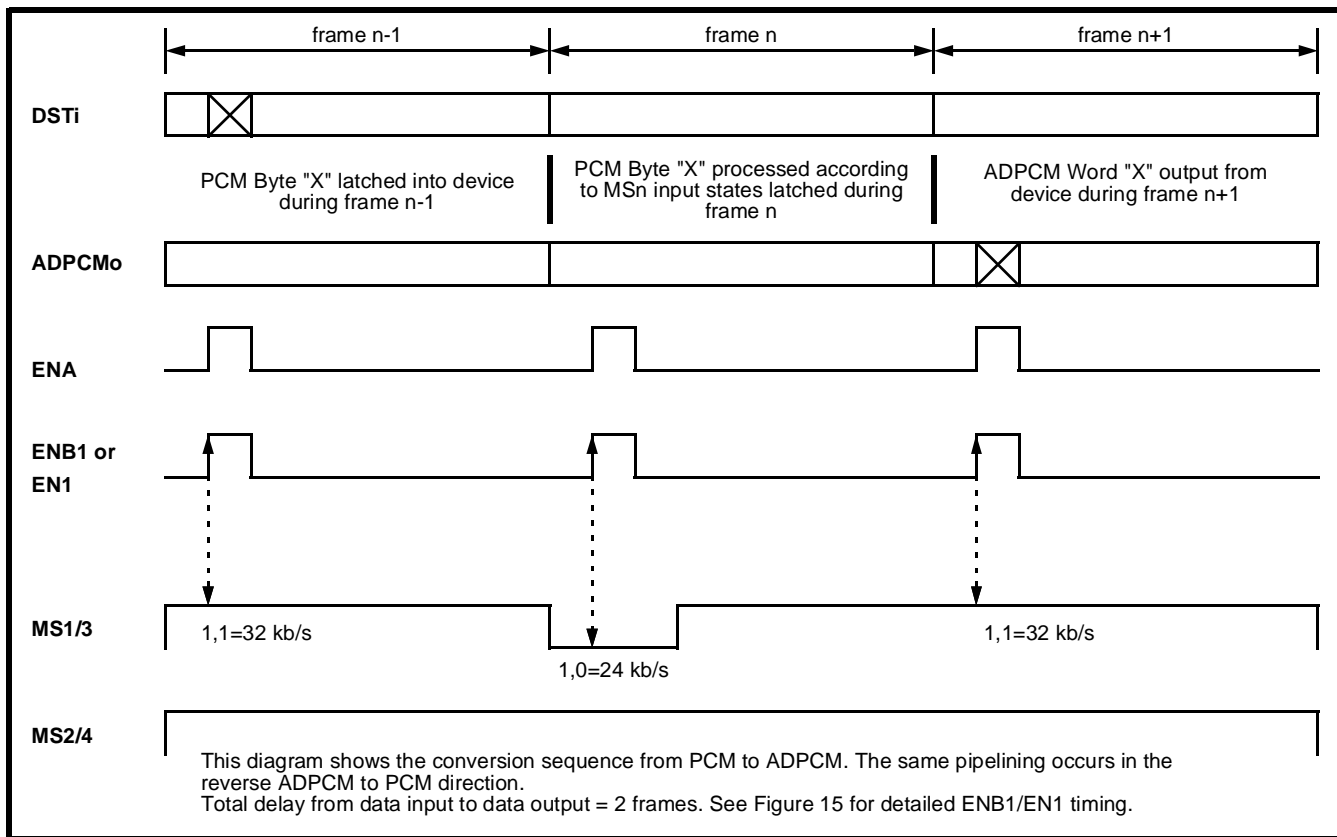 frame n-1
frame n
frame n+1
DSTi
PCM Byte "X" latched into device
during frame n-1
PCM Byte "X" processed according
to MSn input states latched during
frame n
ADPCM Word "X" output from
device during frame n+1
ADPCMo
ENA
ENB1 or
EN1
MS1/3
1,1=32 kb/s
1,0=24 kb/s
1,1=32 kb/s
MS2/4
This diagram shows the conversion sequence from PCM to ADPCM. The same pipelining occurs in the
reverse ADPCM to PCM direction.
Total delay from data input to data output = 2 frames. See Figure 15 for detailed ENB1/EN1 timing.